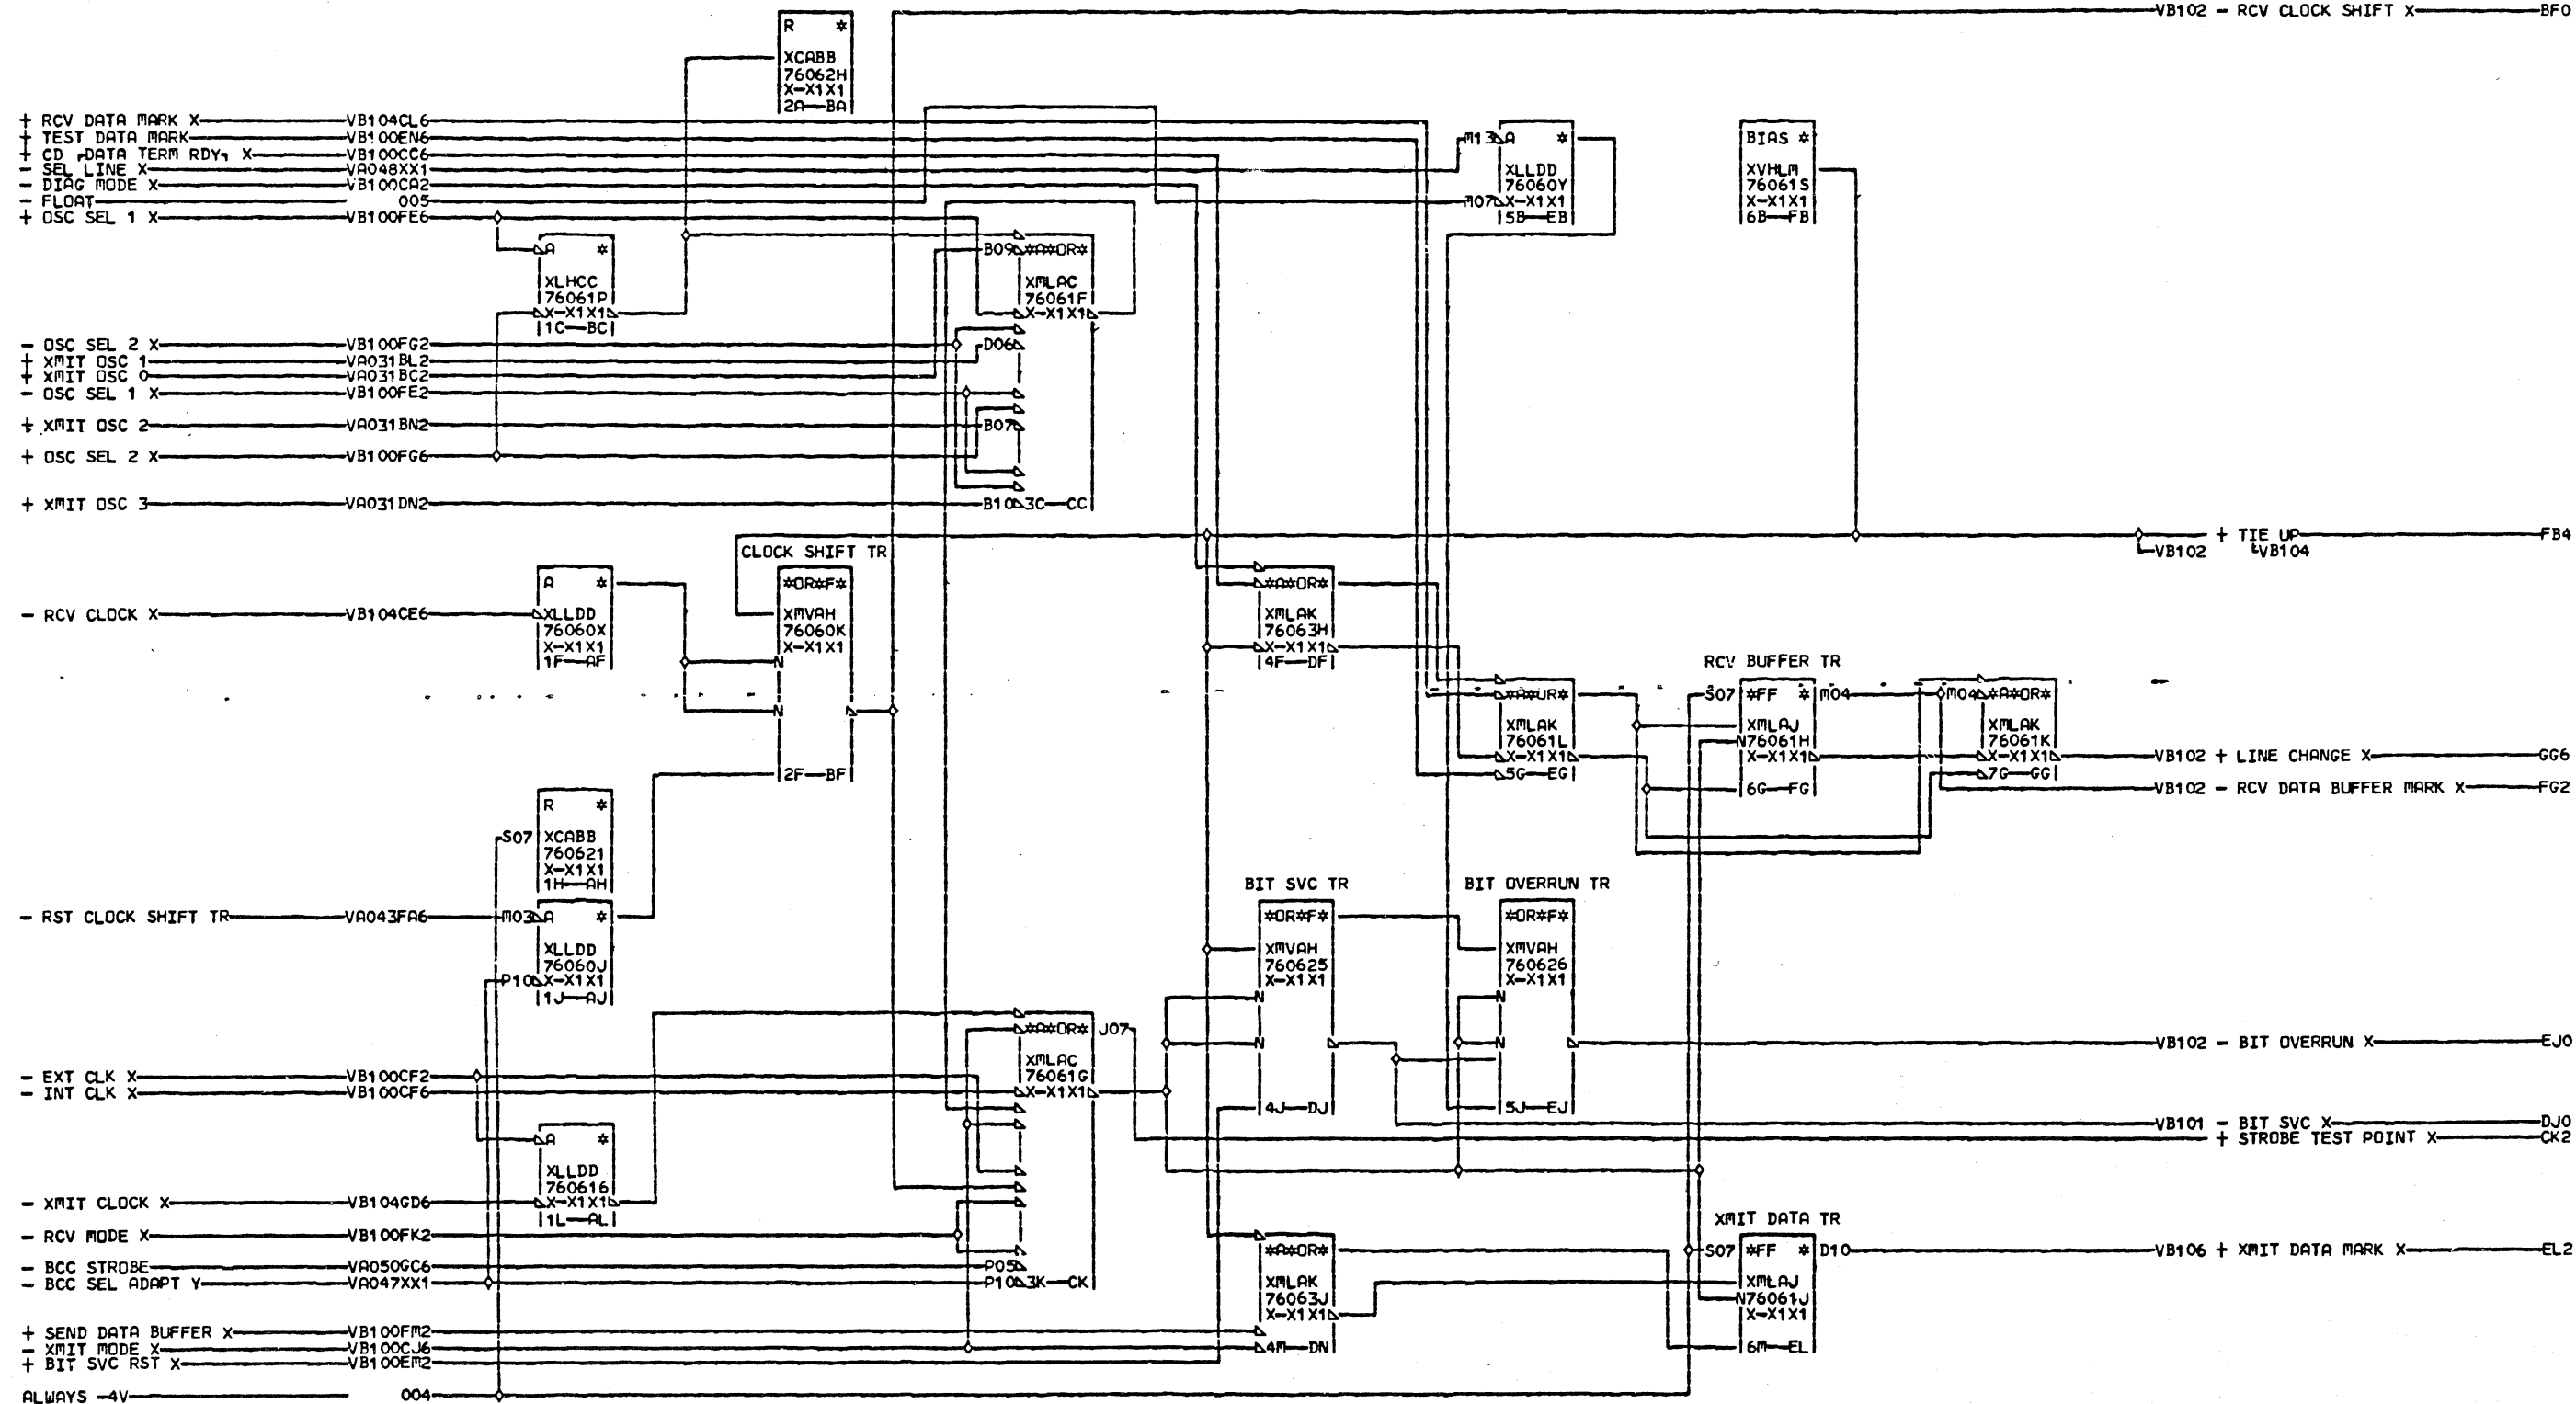 VB102 - RCV CLOCK SHIFT X BF0
R *
XCABB
76062H
X-X1X1
2A BA
+ RCV DATA MARK X VB104CL6
+ TEST DATA MARK VB100EN6
+ CD DATA TERM RDY X VB100CC6
- SEL LINE X VA048XX1
- DIAG MODE X VB100CA2
- FLOAT 005
+ OSC SEL 1 X VB100FE6
M13 A *
XLLDD
76060Y
M07 X-X1X1
5B EB
BIAS *
XVHLM
76061S
X-X1X1
6B FB
A *
XLHCC
76061P
X-X1X1
1C BC
B09 *A*OR*
XMLAC
76061F
X-X1X1
D06
B07
B10 3C CC
- OSC SEL 2 X VB100FG2
+ XMIT OSC 1 VA031BL2
+ XMIT OSC 0 VA031BC2
- OSC SEL 1 X VB100FE2
+ XMIT OSC 2 VA031BN2
+ OSC SEL 2 X VB100FG6
+ XMIT OSC 3 VA031DN2
+ TIE UP FB4
VB102 VB104
CLOCK SHIFT TR
- RCV CLOCK X VB104CE6
A *
XLLDD
76060X
X-X1X1
1F AF
*OR*F*
XMVAH
76060K
X-X1X1
N
N
2F BF
*A*OR*
XMLAK
76063H
X-X1X1
4F DF
*A*OR*
XMLAK
76061L
X-X1X1
5G EG
RCV BUFFER TR
S07 *FF * M04
XMLAJ
N76061H
X-X1X1
6G FG
M04 *A*OR*
XMLAK
76061K
X-X1X1
7G GG
VB102 + LINE CHANGE X GG6
VB102 - RCV DATA BUFFER MARK X FG2
R *
S07 XCABB
760621
X-X1X1
1H AH
- RST CLOCK SHIFT TR VA043FA6 M03 A *
XLLDD
76060J
P10 X-X1X1
1J AJ
BIT SVC TR
*OR*F*
XMVAH
760625
X-X1X1
N
N
4J DJ
BIT OVERRUN TR
*OR*F*
XMVAH
760626
X-X1X1
N
N
5J EJ
VB102 - BIT OVERRUN X EJ0
VB101 - BIT SVC X DJ0
+ STROBE TEST POINT X CK2
*A*OR* J07
XMLAC
76061G
X-X1X1
P05
P10 3K CK
- EXT CLK X VB100CF2
- INT CLK X VB100CF6
A *
XLLDD
760616
X-X1X1
1L AL
- XMIT CLOCK X VB104GD6
- RCV MODE X VB100FK2
- BCC STROBE VA050GC6
- BCC SEL ADAPT Y VA047XX1
*A*OR*
XMLAK
76063J
X-X1X1
4M DN
XMIT DATA TR
S07 *FF * D10
XMLAJ
N76061J
X-X1X1
6M EL
VB106 + XMIT DATA MARK X EL2
+ SEND DATA BUFFER X VB100FM2
- XMIT MODE X VB100CJ6
+ BIT SVC RST X VB100EM2
ALWAYS -4V 004